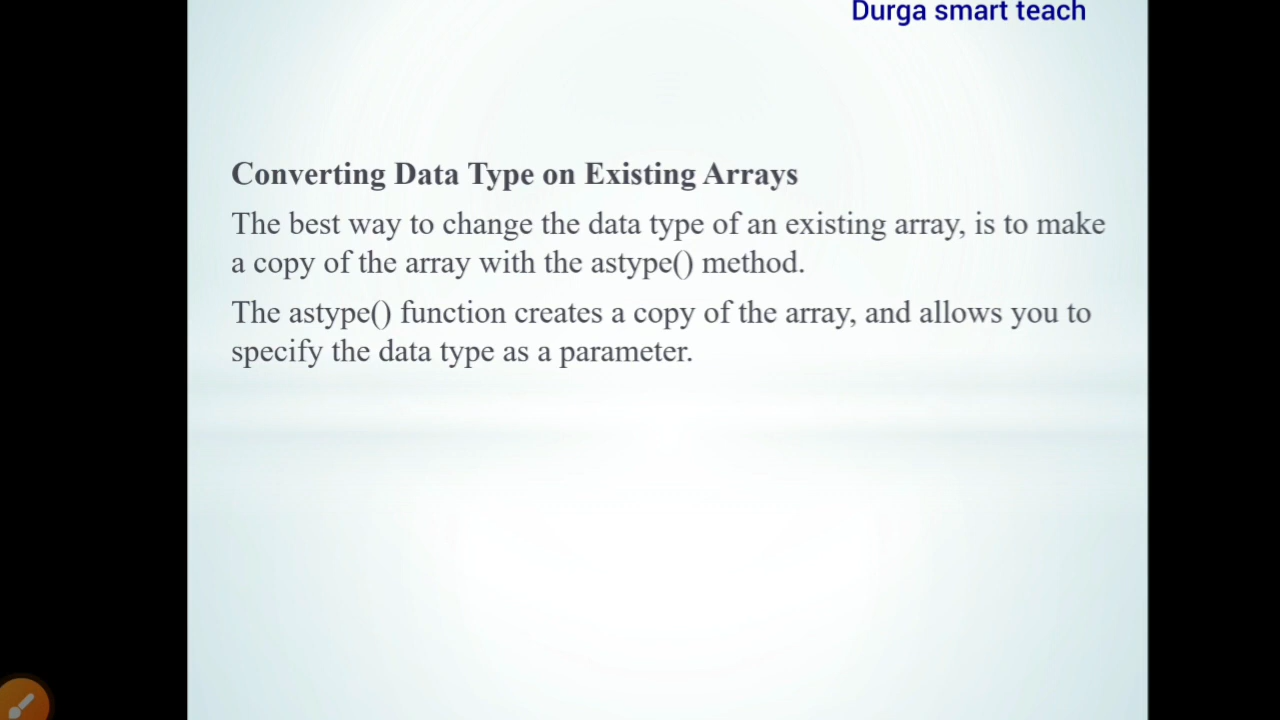 Durga smart teach
Converting Data Type on Existing Arrays
The best way to change the data type of an existing array, is to make
a copy of the array with the astype() method.
The astype() function creates a copy of the array, and allows you to
specify the data type as a parameter.